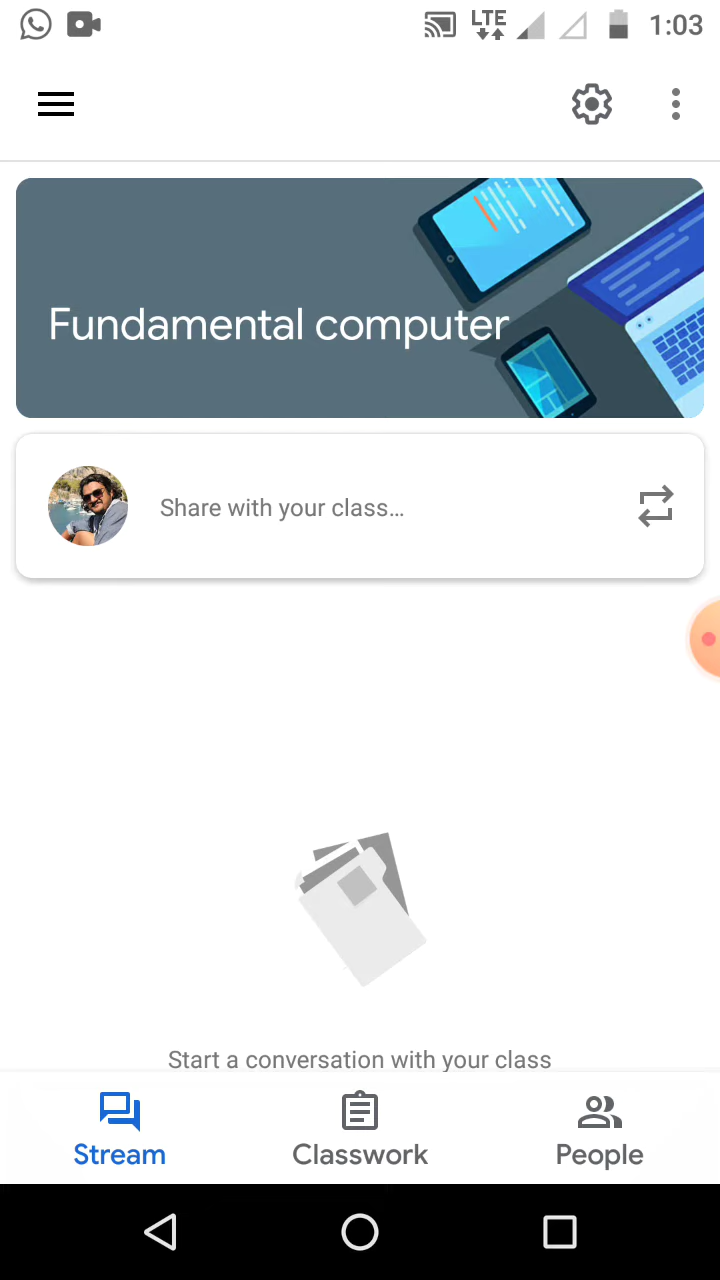 LTE 1:03
Fundamental computer
Share with your class...
Start a conversation with your class
Stream Classwork People